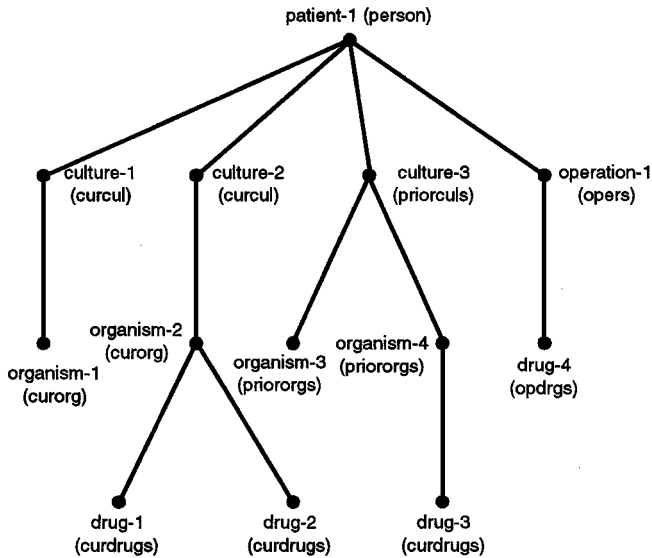 patient-1 (person)
culture-1
(curcul)
culture-2
(curcul)
culture-3
(priorculs)
operation-1
(opers)
organism-1
(curorg)
organism-2
(curorg)
organism-3
(priororgs)
organism-4
(priororgs)
drug-4
(opdrgs)
drug-1
(curdrugs)
drug-2
(curdrugs)
drug-3
(curdrugs)